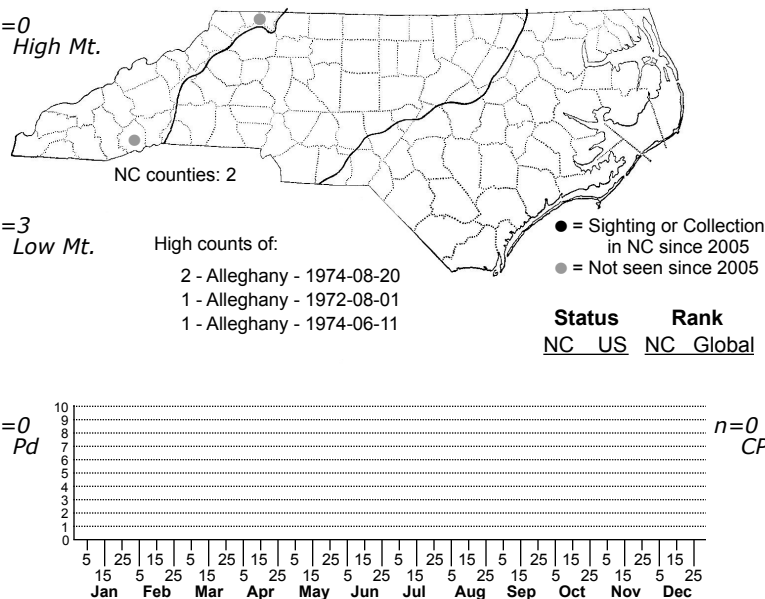 =0
High Mt.
NC counties: 2
=3
Low Mt.
High counts of:
2 - Alleghany - 1974-08-20
1 - Alleghany - 1972-08-01
1 - Alleghany - 1974-06-11
● = Sighting or Collection
in NC since 2005
● = Not seen since 2005
Status Rank
NC US NC Global
=0
Pd
10
9
8
7
6
5
4
3
2
1
0
n=0
CP
5 25 15 5 25 15 5 25 15 5 25 15 5 25 15 5 25 15
15 5 25 15 5 25 15 5 25 15 5 25 15 5 25 15 5 25
Jan Feb Mar Apr May Jun Jul Aug Sep Oct Nov Dec